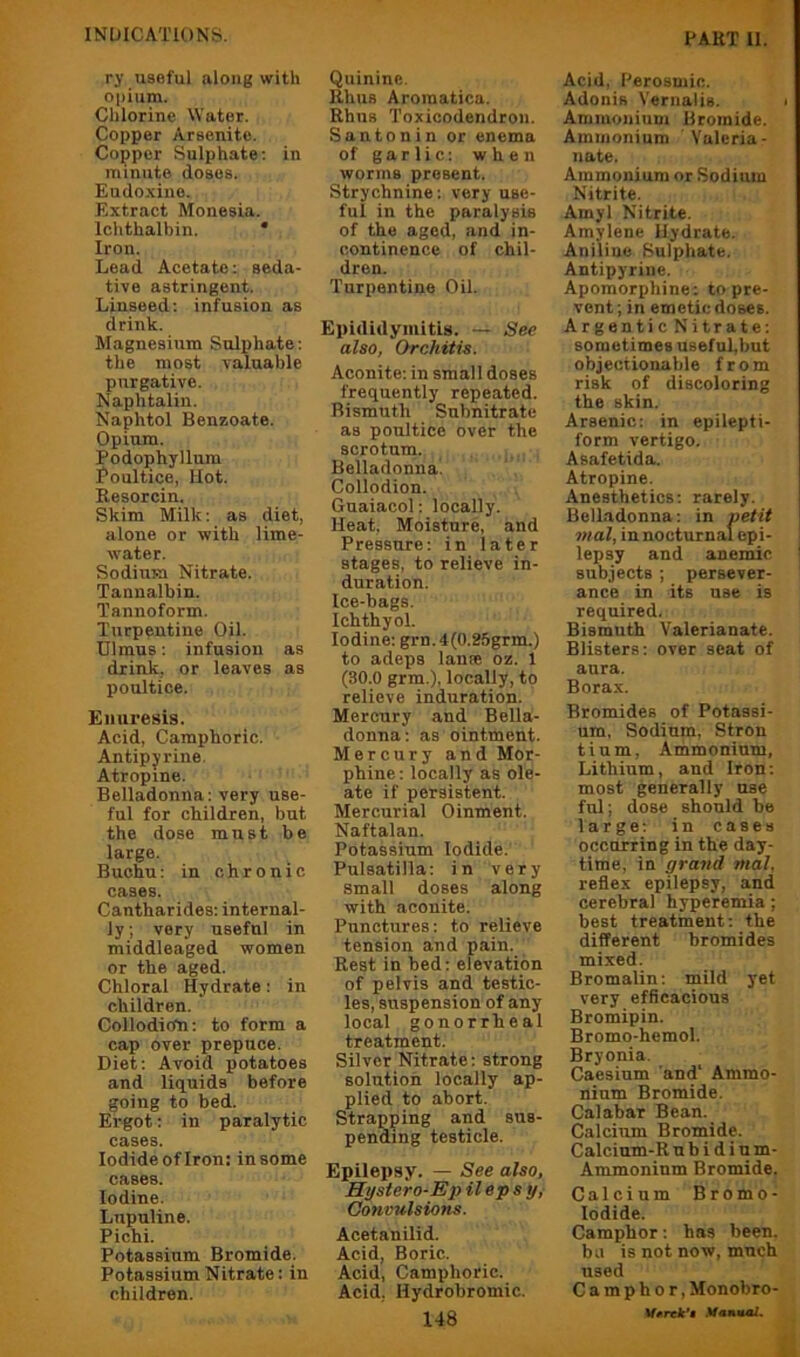 INDICATIONS.
PART II.
ry useful along with
opium.
Chlorine Water.
Copper Arsenite.
Copper Sulphate: in
minute doses.
Eudoxine.
Extract Monesia.
Ichthalbin.
Iron.
Lead Acetate: seda-
tive astringent.
Linseed: infusion as
drink.
Magnesium Sulphate:
the most valuable
purgative.
Naphtalin.
Naphtol Benzoate.
Opium.
Podophyllum
Poultice, Hot.
Resorcin.
Skim Milk: as diet,
alone or with lime-
water.
Sodium Nitrate.
Tannalbin.
Tannoform.
Turpentine Oil.
Ulmus: infusion as
drink, or leaves as
poultice.
Enuresis.
Acid, Camphoric.
Antipyrine.
Atropine.
Belladonna: very use-
ful for children, but
the dose must be
large.
Buchu: in chronic
cases.
Cantharides: internal-
ly; very useful in
middleaged women
or the aged.
Chloral Hydrate: in
children.
Collodion: to form a
cap over prepuce.
Diet: Avoid potatoes
and liquids before
going to bed.
Ergot: in paralytic
cases.
Iodide of Iron: in some
cases.
Iodine.
Lupuline.
Pichi.
Potassium Bromide.
Potassium Nitrate: in
children.
Quinine.
Rhus Aromatica.
Rhus Toxicodendron.
Santonin or enema
of garlic: when
worms present.
Strychnine: very use-
ful in the paralysis
of the aged, and in-
continence of chil-
dren.
Turpentine Oil.
Epididymitis. — See
also, Orchitis.
Aconite: in small doses
frequently repeated.
Bismuth Subnitrate
as poultice over the
scrotum.
Belladonna.
Collodion.
Guaiacol: locally.
Heat, Moisture, and
Pressure: in later
stages, to relieve in-
duration.
Ice-bags.
Ichthyol.
Iodine: grn. 4 (0.25grm.)
to adeps lanæ oz. 1
(30.0 grm.), locally, to
relieve induration.
Mercury and Bella-
donna: as ointment.
Mercury and Mor-
phine: locally as ole-
ate if persistent.
Mercurial Oinment.
Naftalan.
Potassium Iodide.
Pulsatilla: in very
small doses along
with aconite.
Punctures: to relieve
tension and pain.
Rest in bed: elevation
of pelvis and testic-
les, suspension of any
local gonorrheal
treatment.
Silver Nitrate: strong
solution locally ap-
plied to abort.
Strapping and sus-
pending testicle.
Epilepsy. — See also,
Hystero-Epilepsy,
Convulsions.
Acetanilid.
Acid, Boric.
Acid, Camphoric.
Acid, Hydrobromic.
Acid, Perosmic.
Adonis Vernalis.
Ammonium Bromide.
Ammonium Valeria-
nate.
Ammonium or Sodium
Nitrite.
Amyl Nitrite.
Amylene Hydrate.
Aniline Sulphate.
Antipyrine.
Apomorphine: to pre-
vent; in emetic doses.
Argentic Nitrate:
sometimes useful, but
objectionable from
risk of discoloring
the skin.
Arsenic: in epilepti-
form vertigo.
Asafetida.
Atropine.
Anesthetics: rarely.
Belladonna: in petit
mal, in nocturnal epi-
lepsy and anemic
subjects; persever-
ance in its use is
required.
Bismuth Valerianate.
Blisters: over seat of
aura.
Borax.
Bromides of Potassi-
um, Sodium, Stron
tium, Ammonium,
Lithium, and Iron:
most generally use
ful; dose should be
large: in cases
occurring in the day-
time, in grand mal,
reflex epilepsy, and
cerebral hyperemia;
best treatment: the
different bromides
mixed.
Bromalin: mild yet
very efficacious
Bromipin.
Bromo-hemol.
Bryonia.
Caesium and Ammo-
nium Bromide.
Calabar Bean.
Calcium Bromide.
Calcium-Rubidium-
Ammonium Bromide.
Calcium Bromo-
Iodide.
Camphor: has been,
bu is not now, much
used
Camphor, Monobro-
148
Merck's Manual.